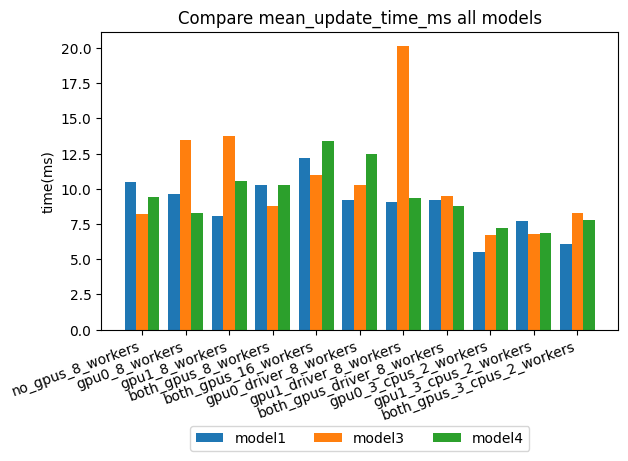 Compare mean_update_time_ms all models
time(ms)
20.0
17.5
15.0
12.5
10.0
7.5
5.0
2.5
0.0
no_gpus_8_workers
gpu0_8_workers
gpu1_8_workers
both_gpus_8_workers
both_gpus_16_workers
gpu0_driver_8_workers
gpu1_driver_8_workers
both_gpus_driver_8_workers
gpu0_3_cpus_2_workers
gpu1_3_cpus_2_workers
both_gpus_3_cpus_2_workers
model1
model3
model4